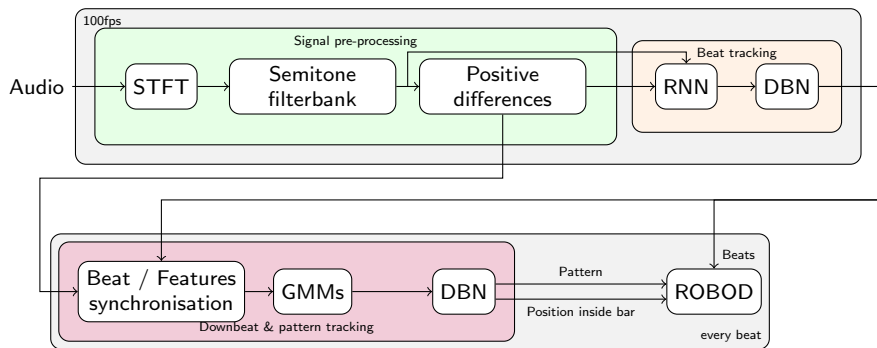 100fps
Signal pre-processing
Beat tracking
Audio
STFT
Semitone
filterbank
Positive
differences
RNN
DBN
Beats
Beat / Features
synchronisation
GMMs
DBN
Pattern
Position inside bar
ROBOD
Downbeat & pattern tracking
every beat